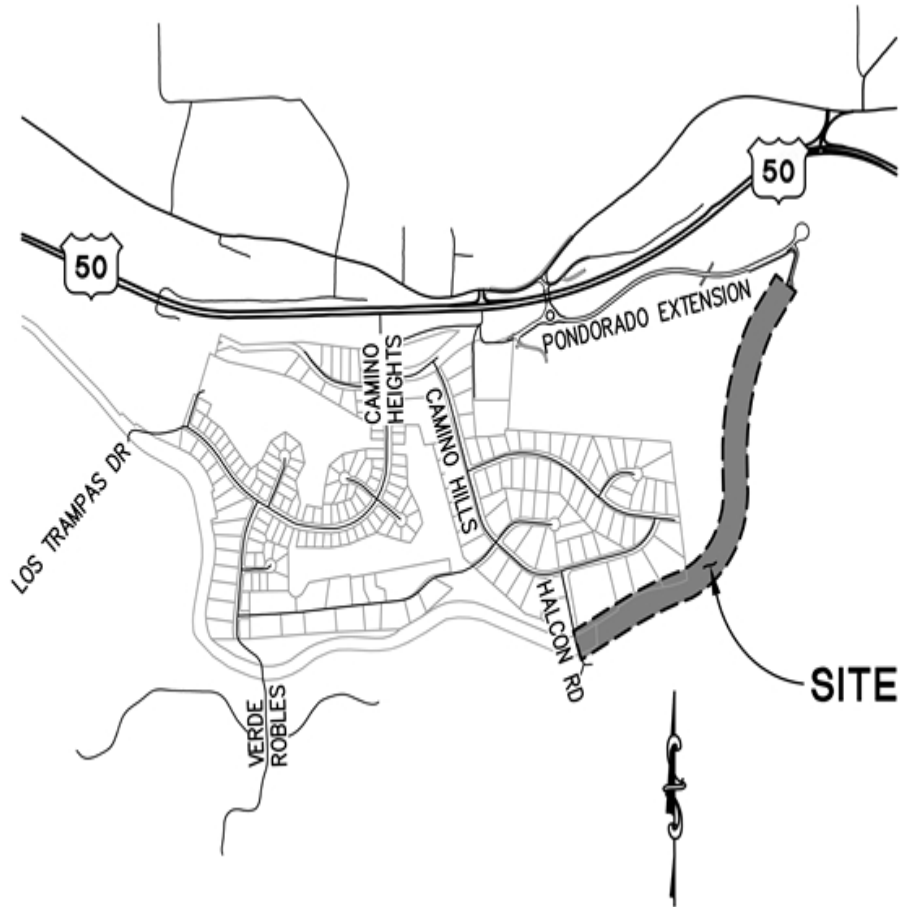 50
50
PONDORADO EXTENSION
CAMINO
HEIGHTS
CAMINO HILLS
LOS TRAMPAS DR
HALCON RD
SITE
VERDE
ROBLES